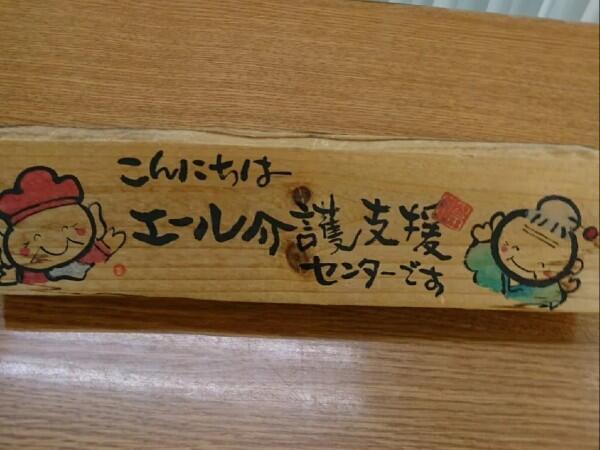 こんにちは
エール介護支援
センターです